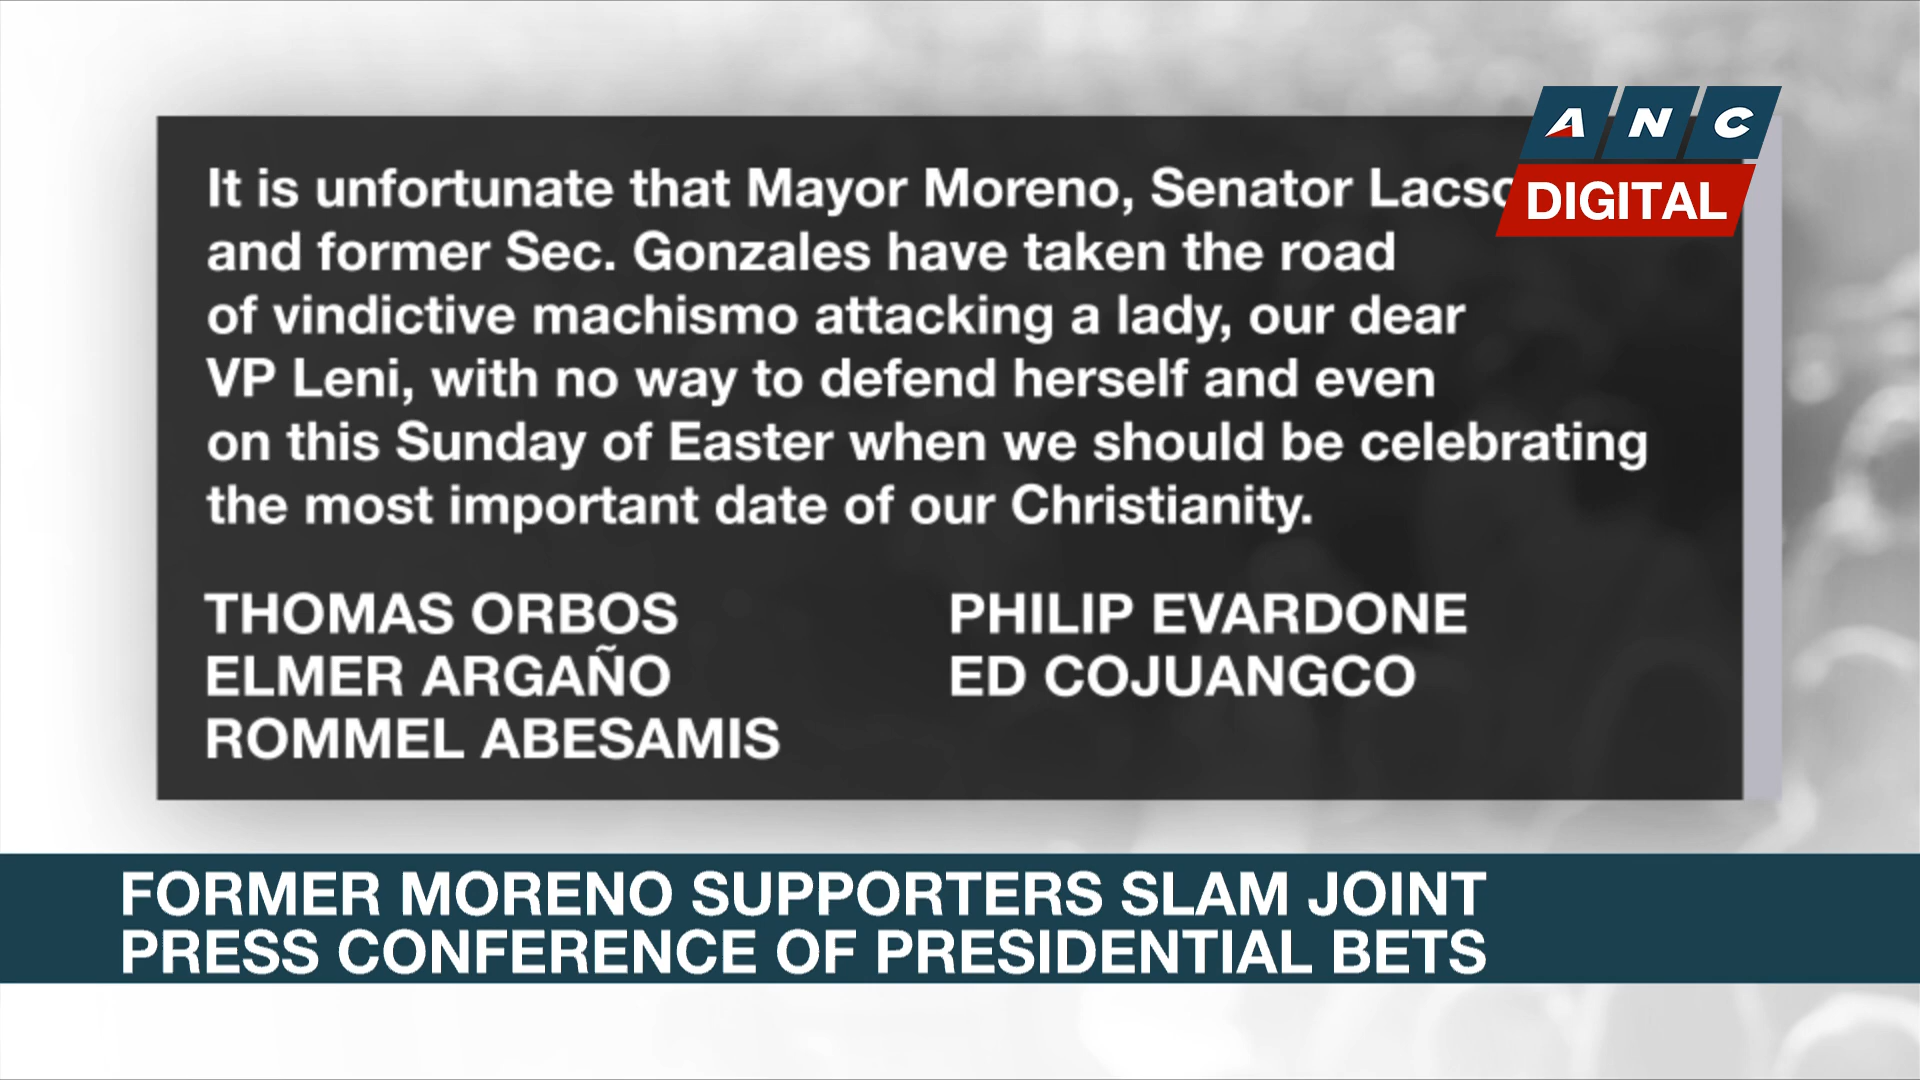 A N C
DIGITAL
It is unfortunate that Mayor Moreno, Senator
and former Sec. Gonzales have taken the road
of vindictive machismo attacking a lady, our dear
VP Leni, with no way to defend herself and even
on this Sunday of Easter when we should be celebrating
the most important date of our Christianity.
THOMAS ORBOS
ELMER ARGAÑO
ROMMEL ABESAMIS
PHILIP EVARDONE
ED COJUANGCO
FORMER MORENO SUPPORTERS SLAM JOINT
PRESS CONFERENCE OF PRESIDENTIAL BETS